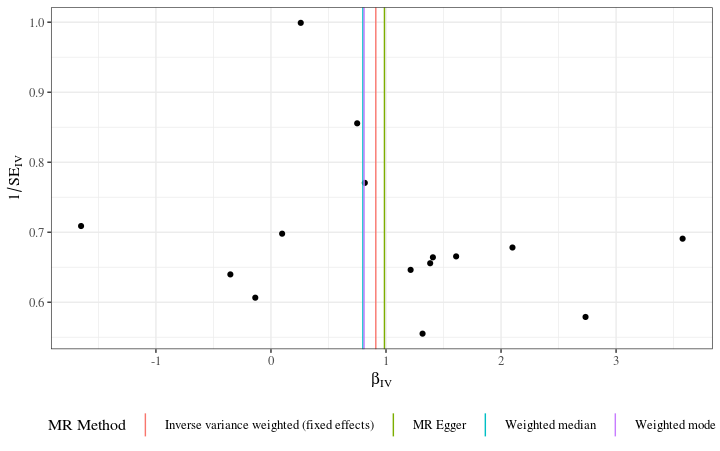 1.0
0.9
0.8
0.7
0.6
1/SE_IV
-1
0
1
2
3
β_IV
MR Method
Inverse variance weighted (fixed effects)
MR Egger
Weighted median
Weighted mode